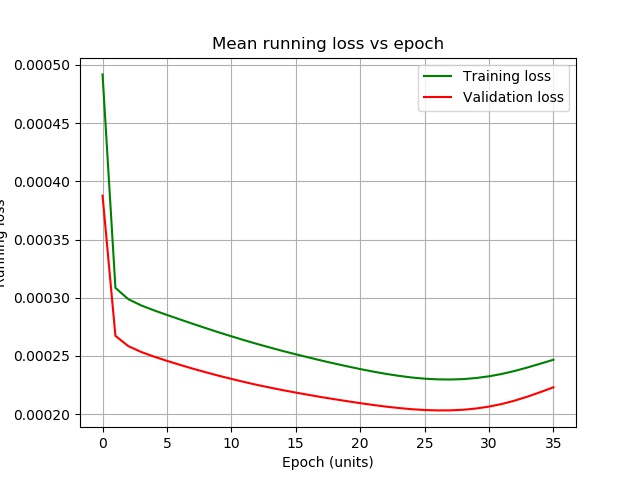 Mean running loss vs epoch
Training loss
Validation loss
0.00050
0.00045
0.00040
0.00035
0.00030
0.00025
0.00020
Running loss
0 5 10 15 20 25 30 35
Epoch (units)